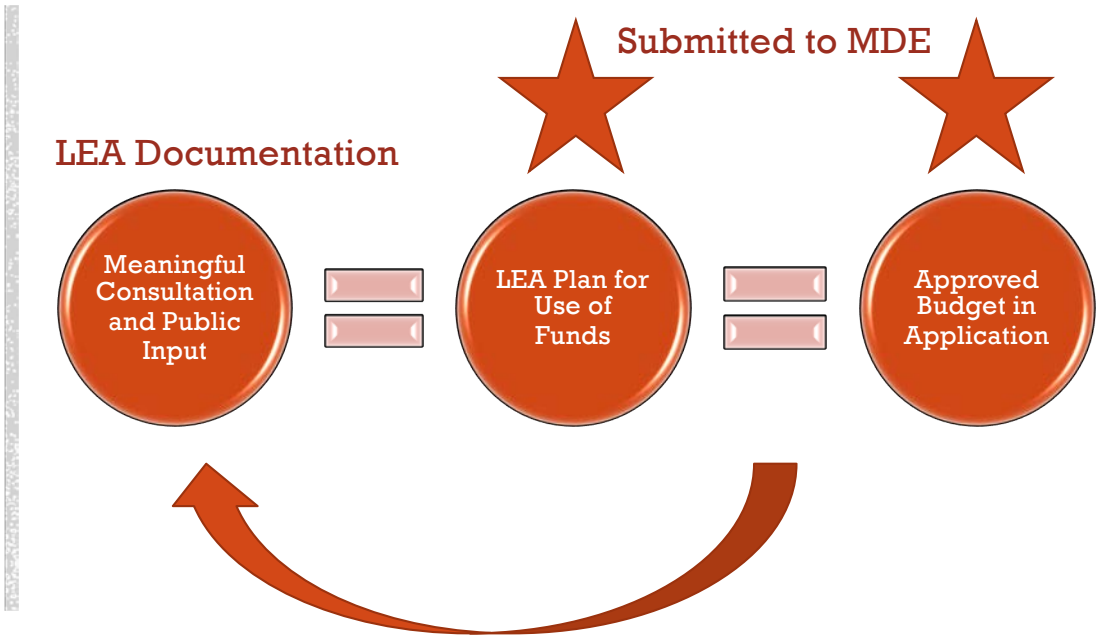 Submitted to MDE
LEA Documentation
Meaningful
Consultation
and Public
Input
LEA Plan for
Use of
Funds
Approved
Budget in
Application